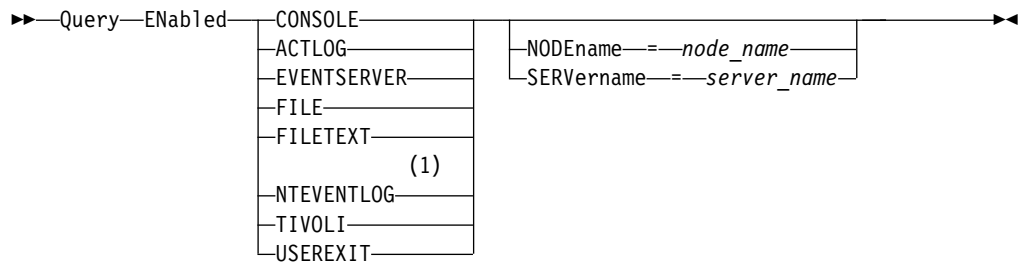 Query ENabled CONSOLE
ACTLOG NODEname = node_name
EVENTSERVER SERVername = server_name
FILE
FILETEXT
(1)
NTEVENTLOG
TIVOLI
USEREXIT